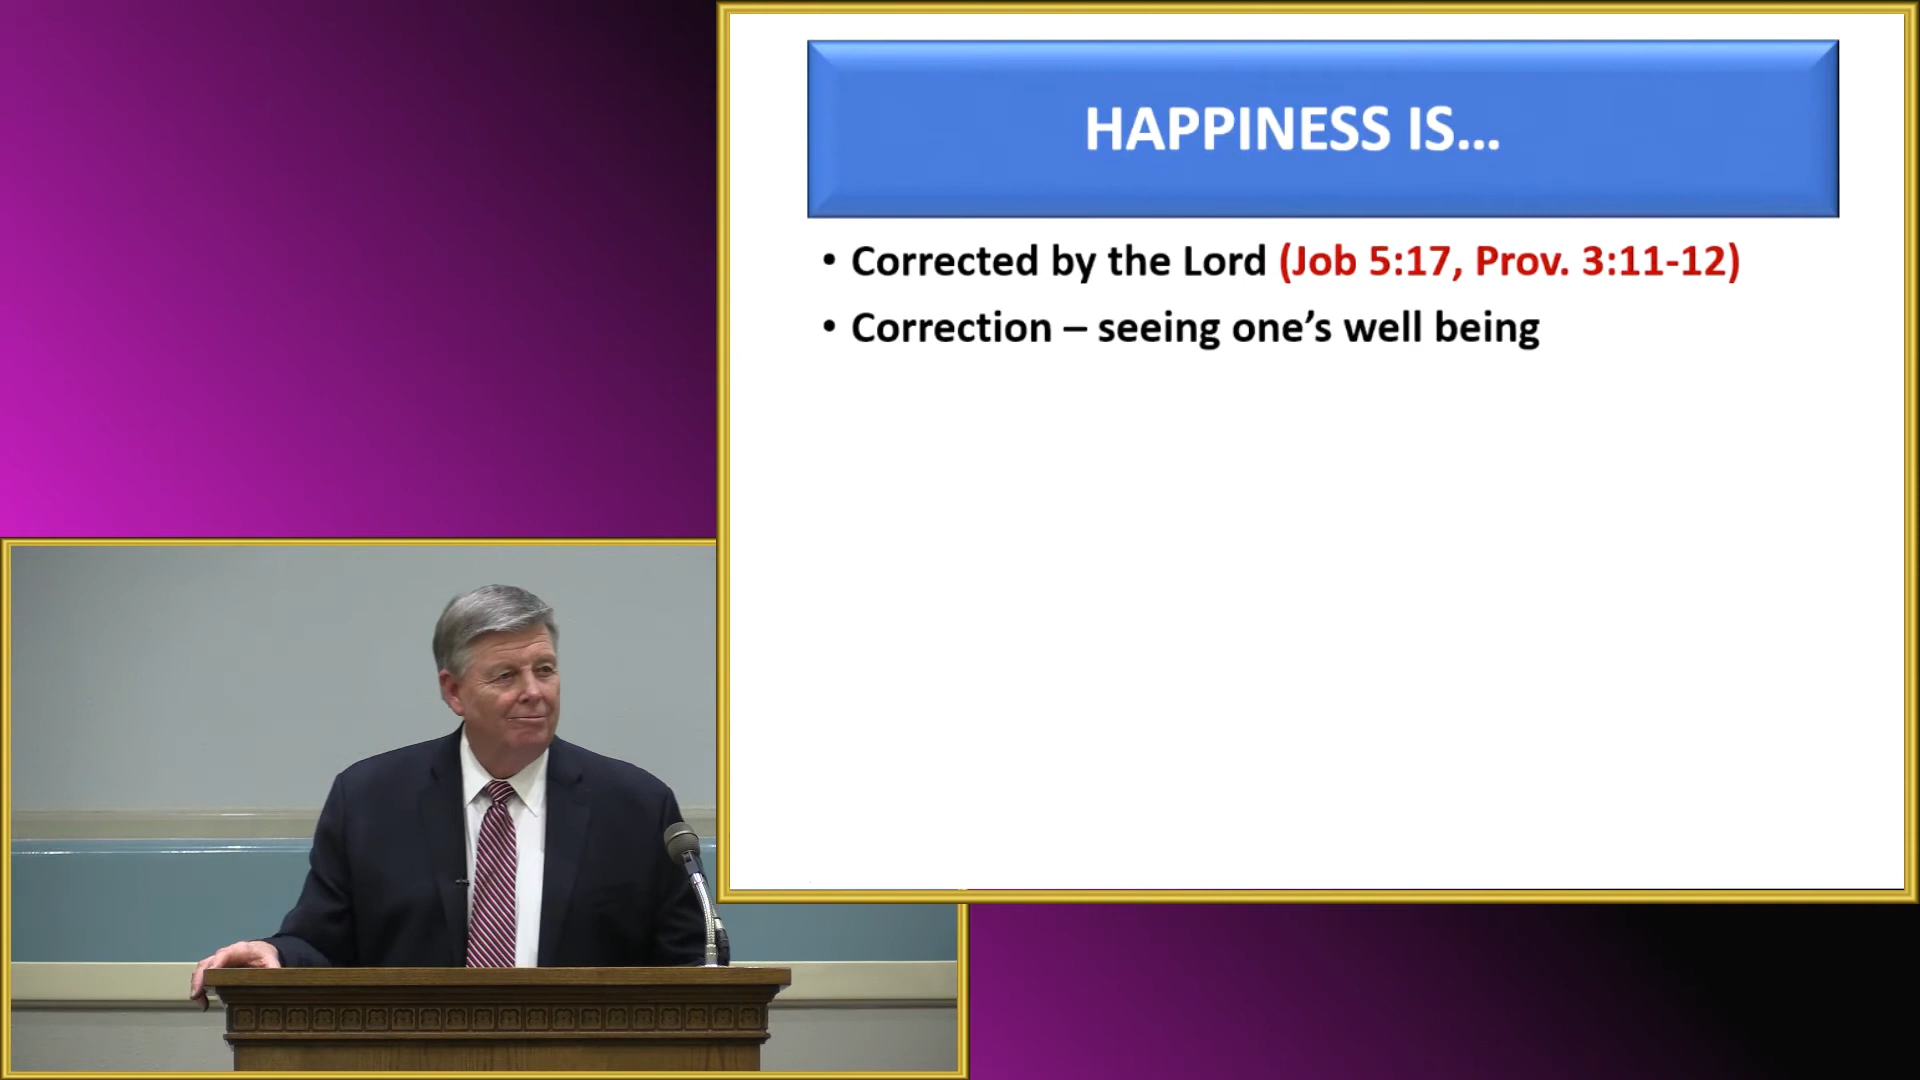 HAPPINESS IS...
• Corrected by the Lord (Job 5:17, Prov. 3:11-12)
• Correction – seeing one’s well being